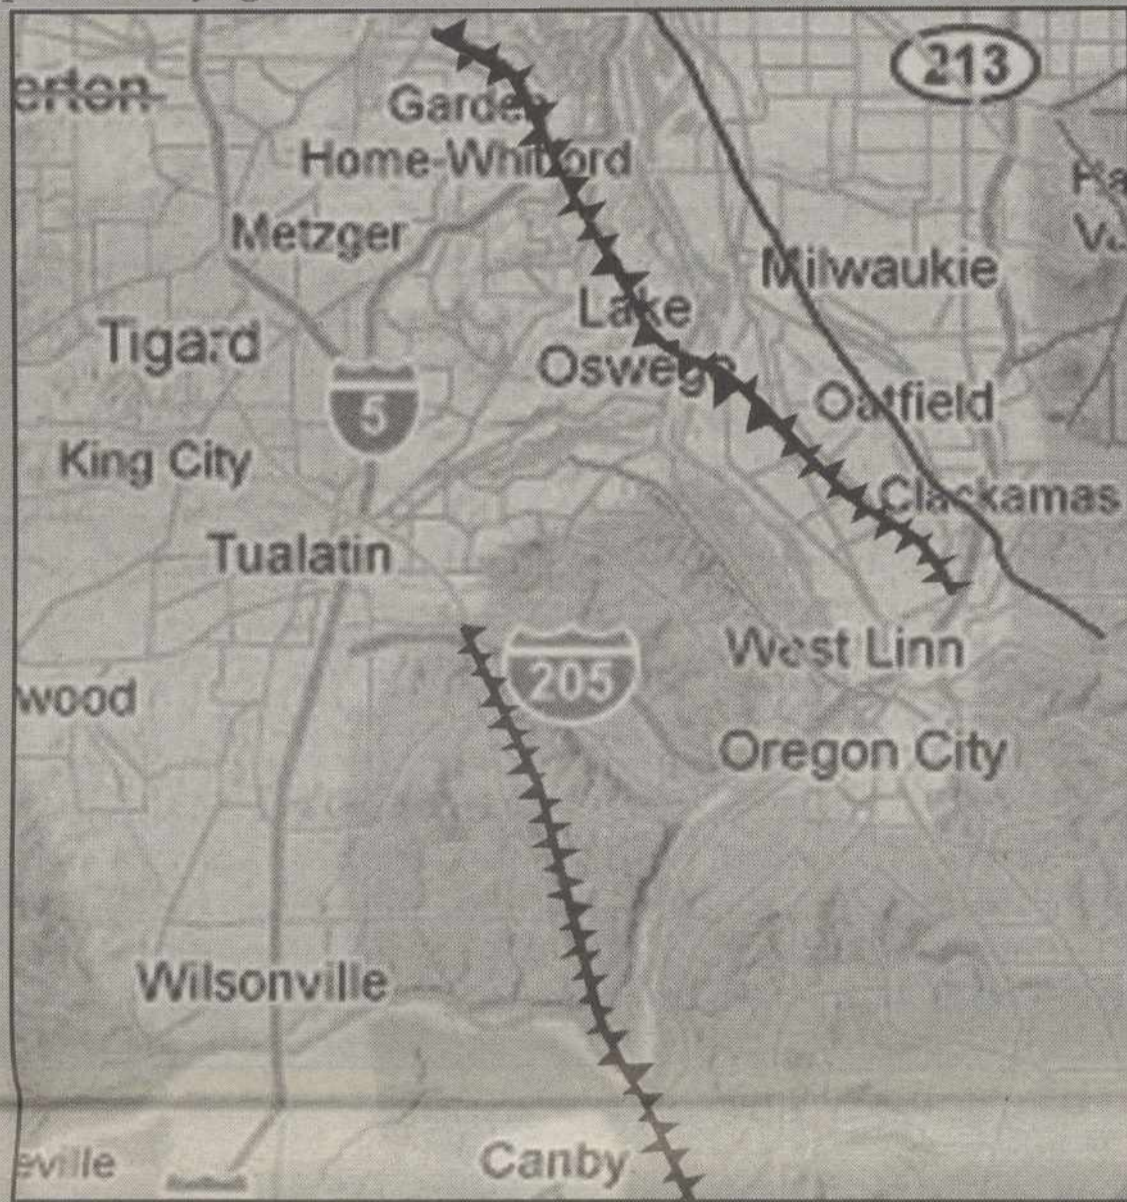 213
erton
Garden
Home-Whitford
Metzger
Milwaukie
Lake
Oswego
Tigard
5
Oatfield
King City
Clackamas
Tualatin
West Linn
205
wood
Oregon City
Wilsonville
eville
Canby